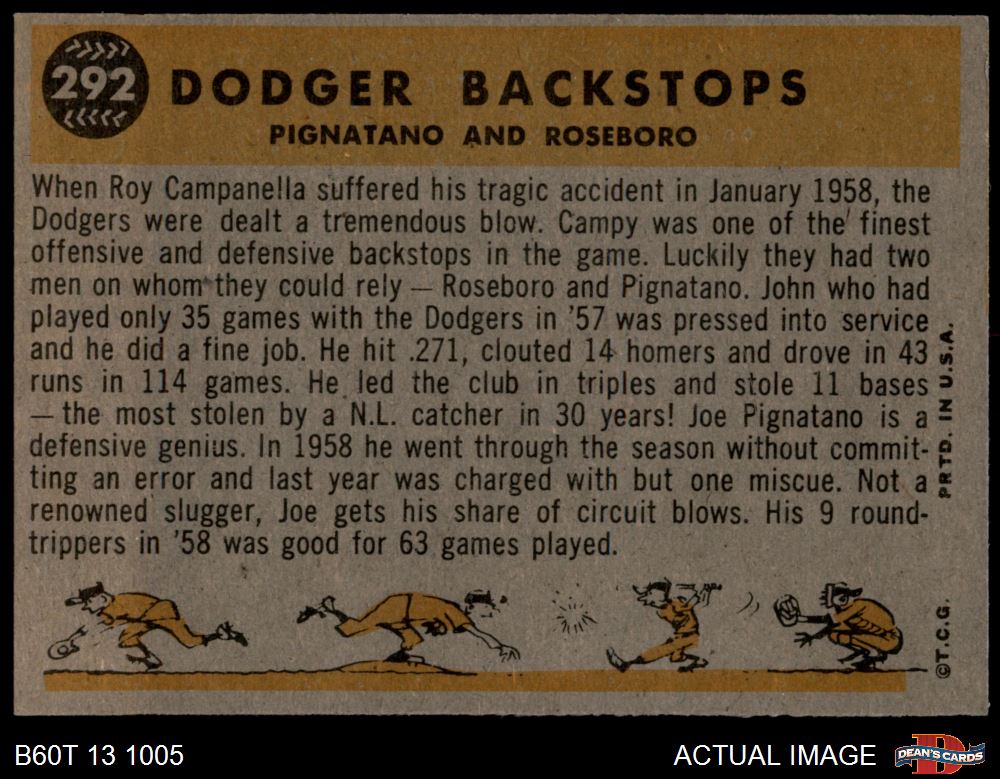 292
DODGER BACKSTOPS
PIGNATANO AND ROSEBORO
When Roy Campanella suffered his tragic accident in January 1958, the
Dodgers were dealt a tremendous blow. Campy was one of the finest
offensive and defensive backstops in the game. Luckily they had two
men on whom they could rely — Roseboro and Pignatano. John who had
played only 35 games with the Dodgers in '57 was pressed into service
and he did a fine job. He hit .271, clouted 14 homers and drove in 43
runs in 114 games. He led the club in triples and stole 11 bases
— the most stolen by a N.L. catcher in 30 years! Joe Pignatano is a
defensive genius. In 1958 he went through the season without commit-
ting an error and last year was charged with but one miscue. Not a
renowned slugger, Joe gets his share of circuit blows. His 9 round-
trippers in '58 was good for 63 games played.
PRTD. IN U.S.A.
©T.C.G.
B60T 13 1005
ACTUAL IMAGE
D
DEAN'S CARDS